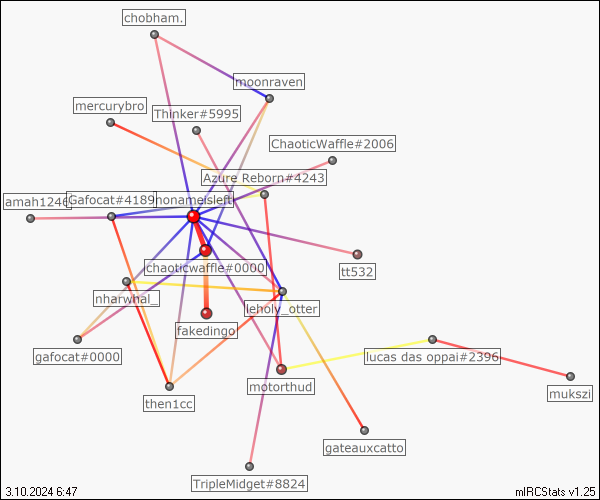 chobham.
moonraven
mercurybro
Thinker#5995
ChaoticWaffle#2006
Azure Reborn#4243
amah1246
Gafocat#4189
nonameisleft
chaoticwaffle#0000
tt532
nharwhal_
leholy_otter
fakedingo
gafocat#0000
lucas das oppai#2396
motorthud
mukszi
then1cc
gateauxcatto
TripleMidget#8824
3.10.2024 6:47
mIRCStats v1.25